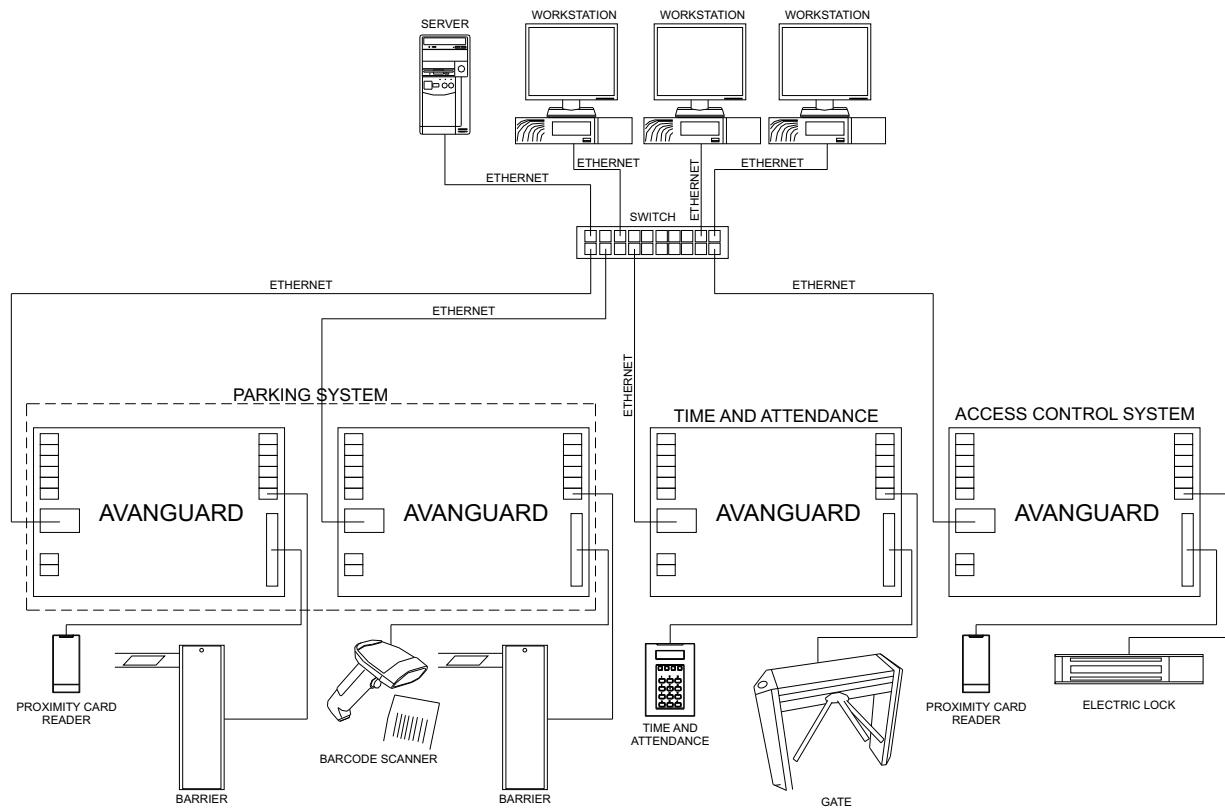 WORKSTATION
WORKSTATION
WORKSTATION
SERVER
ETHERNET
ETHERNET
ETHERNET
ETHERNET
SWITCH
ETHERNET
ETHERNET
ETHERNET
ETHERNET
PARKING SYSTEM
TIME AND ATTENDANCE
ACCESS CONTROL SYSTEM
AVANGUARD
AVANGUARD
AVANGUARD
AVANGUARD
PROXIMITY CARD
READER
BARRIER
BARCODE SCANNER
BARRIER
TIME AND
ATTENDANCE
GATE
PROXIMITY CARD
READER
ELECTRIC LOCK